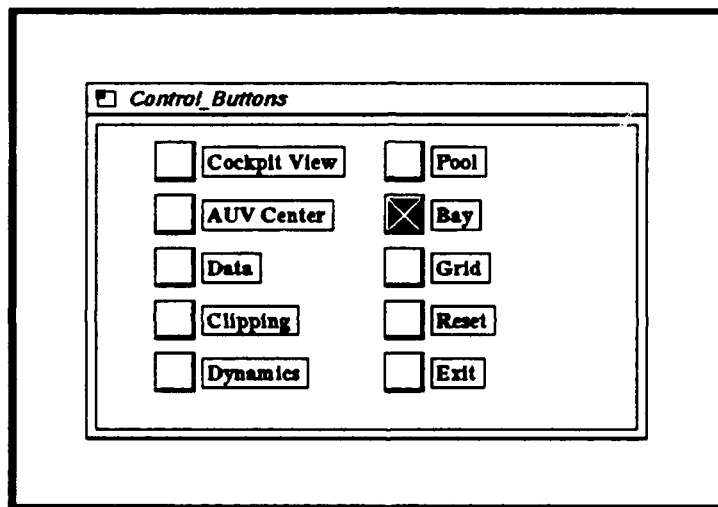 Control_Buttons
Cockpit View
Pool
AUV Center
Bay
Data
Grid
Clipping
Reset
Dynamics
Exit